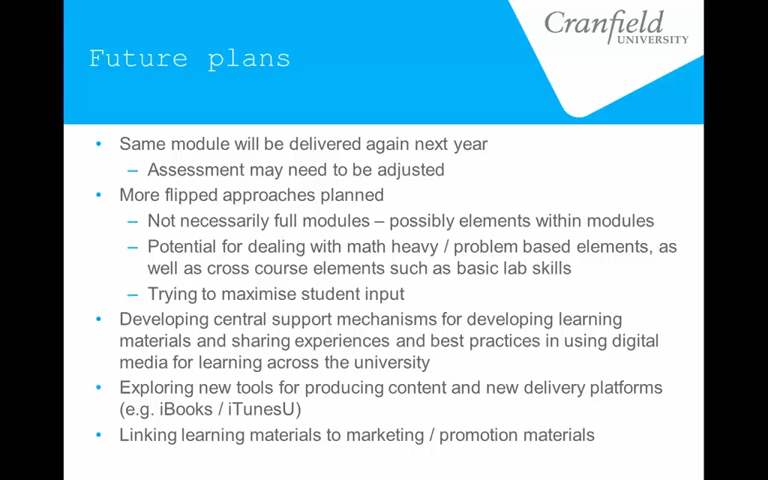 Cranfield
UNIVERSITY
Future plans
• Same module will be delivered again next year
– Assessment may need to be adjusted
• More flipped approaches planned
– Not necessarily full modules – possibly elements within modules
– Potential for dealing with math heavy / problem based elements, as
well as cross course elements such as basic lab skills
– Trying to maximise student input
• Developing central support mechanisms for developing learning
materials and sharing experiences and best practices in using digital
media for learning across the university
• Exploring new tools for producing content and new delivery platforms
(e.g. iBooks / iTunesU)
• Linking learning materials to marketing / promotion materials